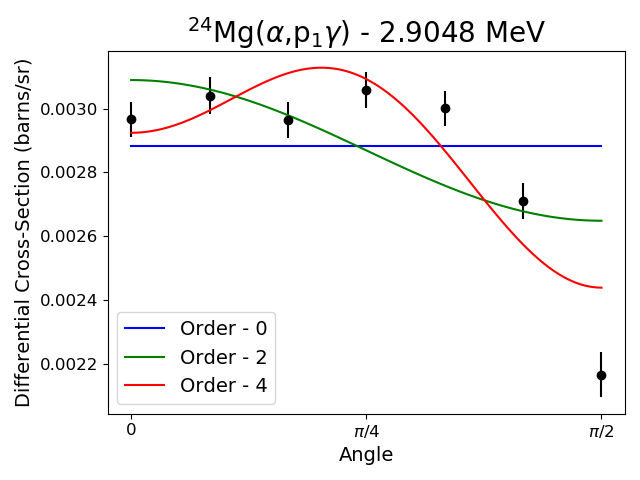 ²⁴Mg(α,p₁γ) - 2.9048 MeV
Differential Cross-Section (barns/sr)
0.0030
0.0028
0.0026
0.0024
0.0022
Order - 0
Order - 2
Order - 4
0
π/4
π/2
Angle